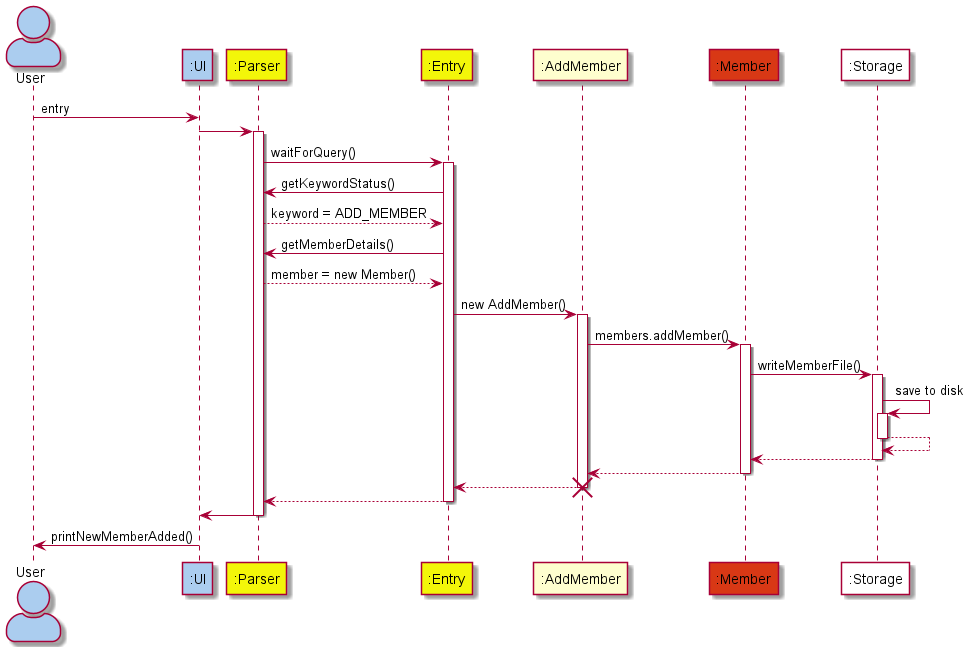 User
:UI
:Parser
:Entry
:AddMember
:Member
:Storage
entry
waitForQuery()
getKeywordStatus()
keyword = ADD_MEMBER
getMemberDetails()
member = new Member()
new AddMember()
members.addMember()
writeMemberFile()
save to disk
printNewMemberAdded()
User
:UI
:Parser
:Entry
:AddMember
:Member
:Storage